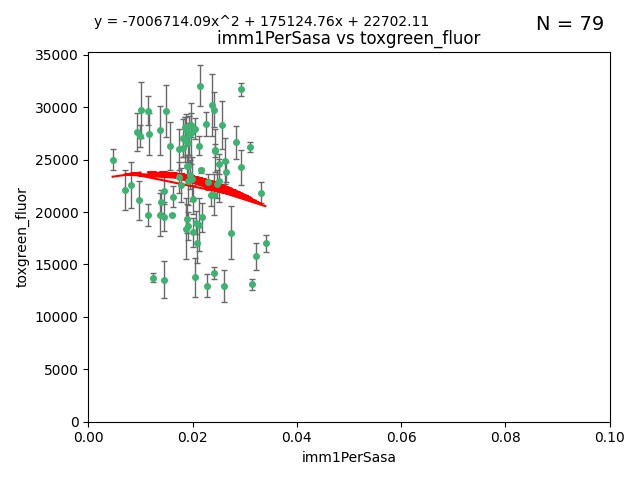 y = -7006714.09x^2 + 175124.76x + 22702.11
N = 79
imm1PerSasa vs toxgreen_fluor
35000
30000
25000
20000
15000
10000
5000
0
toxgreen_fluor
0.00 0.02 0.04 0.06 0.08 0.10
imm1PerSasa